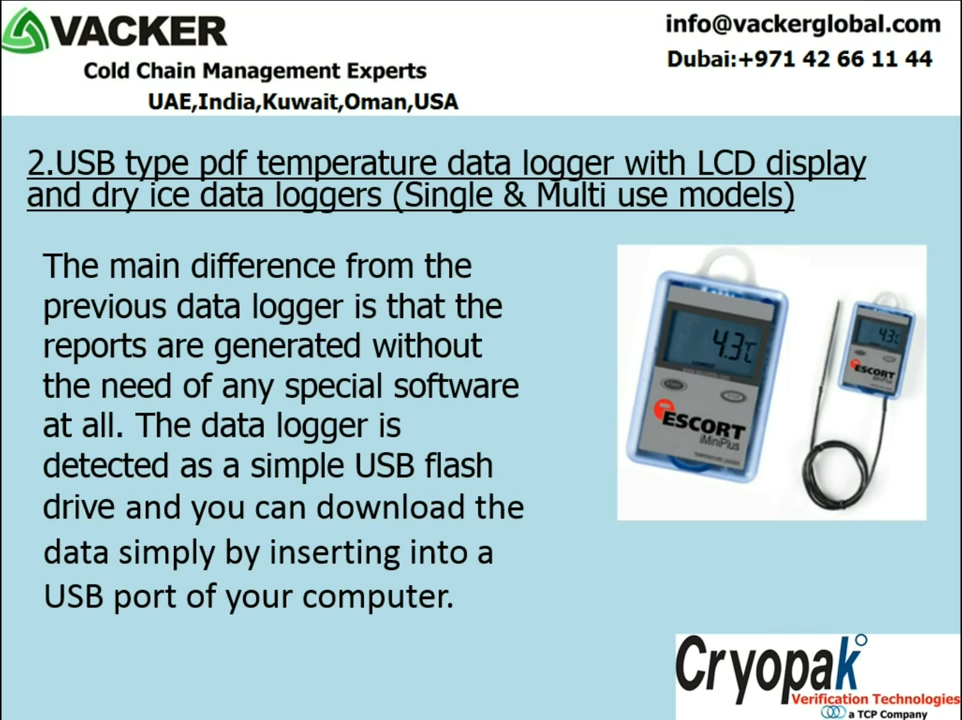 VACKER
Cold Chain Management Experts
UAE,India,Kuwait,Oman,USA
info@vackerglobal.com
Dubai:+971 42 66 11 44
2.USB type pdf temperature data logger with LCD display
and dry ice data loggers (Single & Multi use models)
The main difference from the
previous data logger is that the
reports are generated without
the need of any special software
at all. The data logger is
detected as a simple USB flash
drive and you can download the
data simply by inserting into a
USB port of your computer.
4.3°C
ESCORT
iMiniPlus
TEMPERATURE LOGGER
4.3°C
ESCORT
iMiniPlus
Cryopak
Verification Technologies
a TCP Company